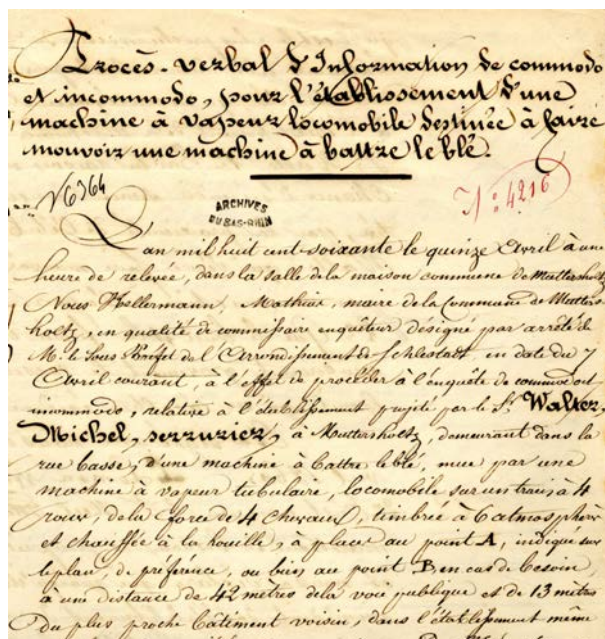 Procès-verbal d'Information de commodo
et incommodo, pour l'établissement d'une
machine à vapeur locomobile destinée à faire
mouvoir une machine à battre le blé.
N 6364
ARCHIVES
DU BAS-RHIN
N: 4216
L'an mil huit cent soixante le quinze Avril à une
heure de relevée, dans la salle de la maison commune de Muttersholtz
Nous Kellermann, Mathieu, maire de la Commune de Mutters
holtz, en qualité de commissaire enquêteur désigné par arrêté de
M. le Sous Préfet de l'Arrondissement de Schlestadt, en date du 7
Avril courant, à l'effet de procéder à l'enquête de commodo et
incommodo, relative à l'établissement projeté par le Sr. Walter,
Michel, serrurier, à Muttersholtz, demeurant dans la
rue basse, d'une machine à battre le blé, mue par une
machine à vapeur tubulaire, locomobile sur un train à 4
roues, de la force de 4 chevaux, timbrée à 6 atmosphères
et chauffée à la houille, à placer au point A, indiqué sur
le plan, de préférence, ou bien au point B en cas de besoin,
à une distance de 42 mètres de la voie publique et de 13 mètres
du plus proche bâtiment voisin, dans l'établissement même